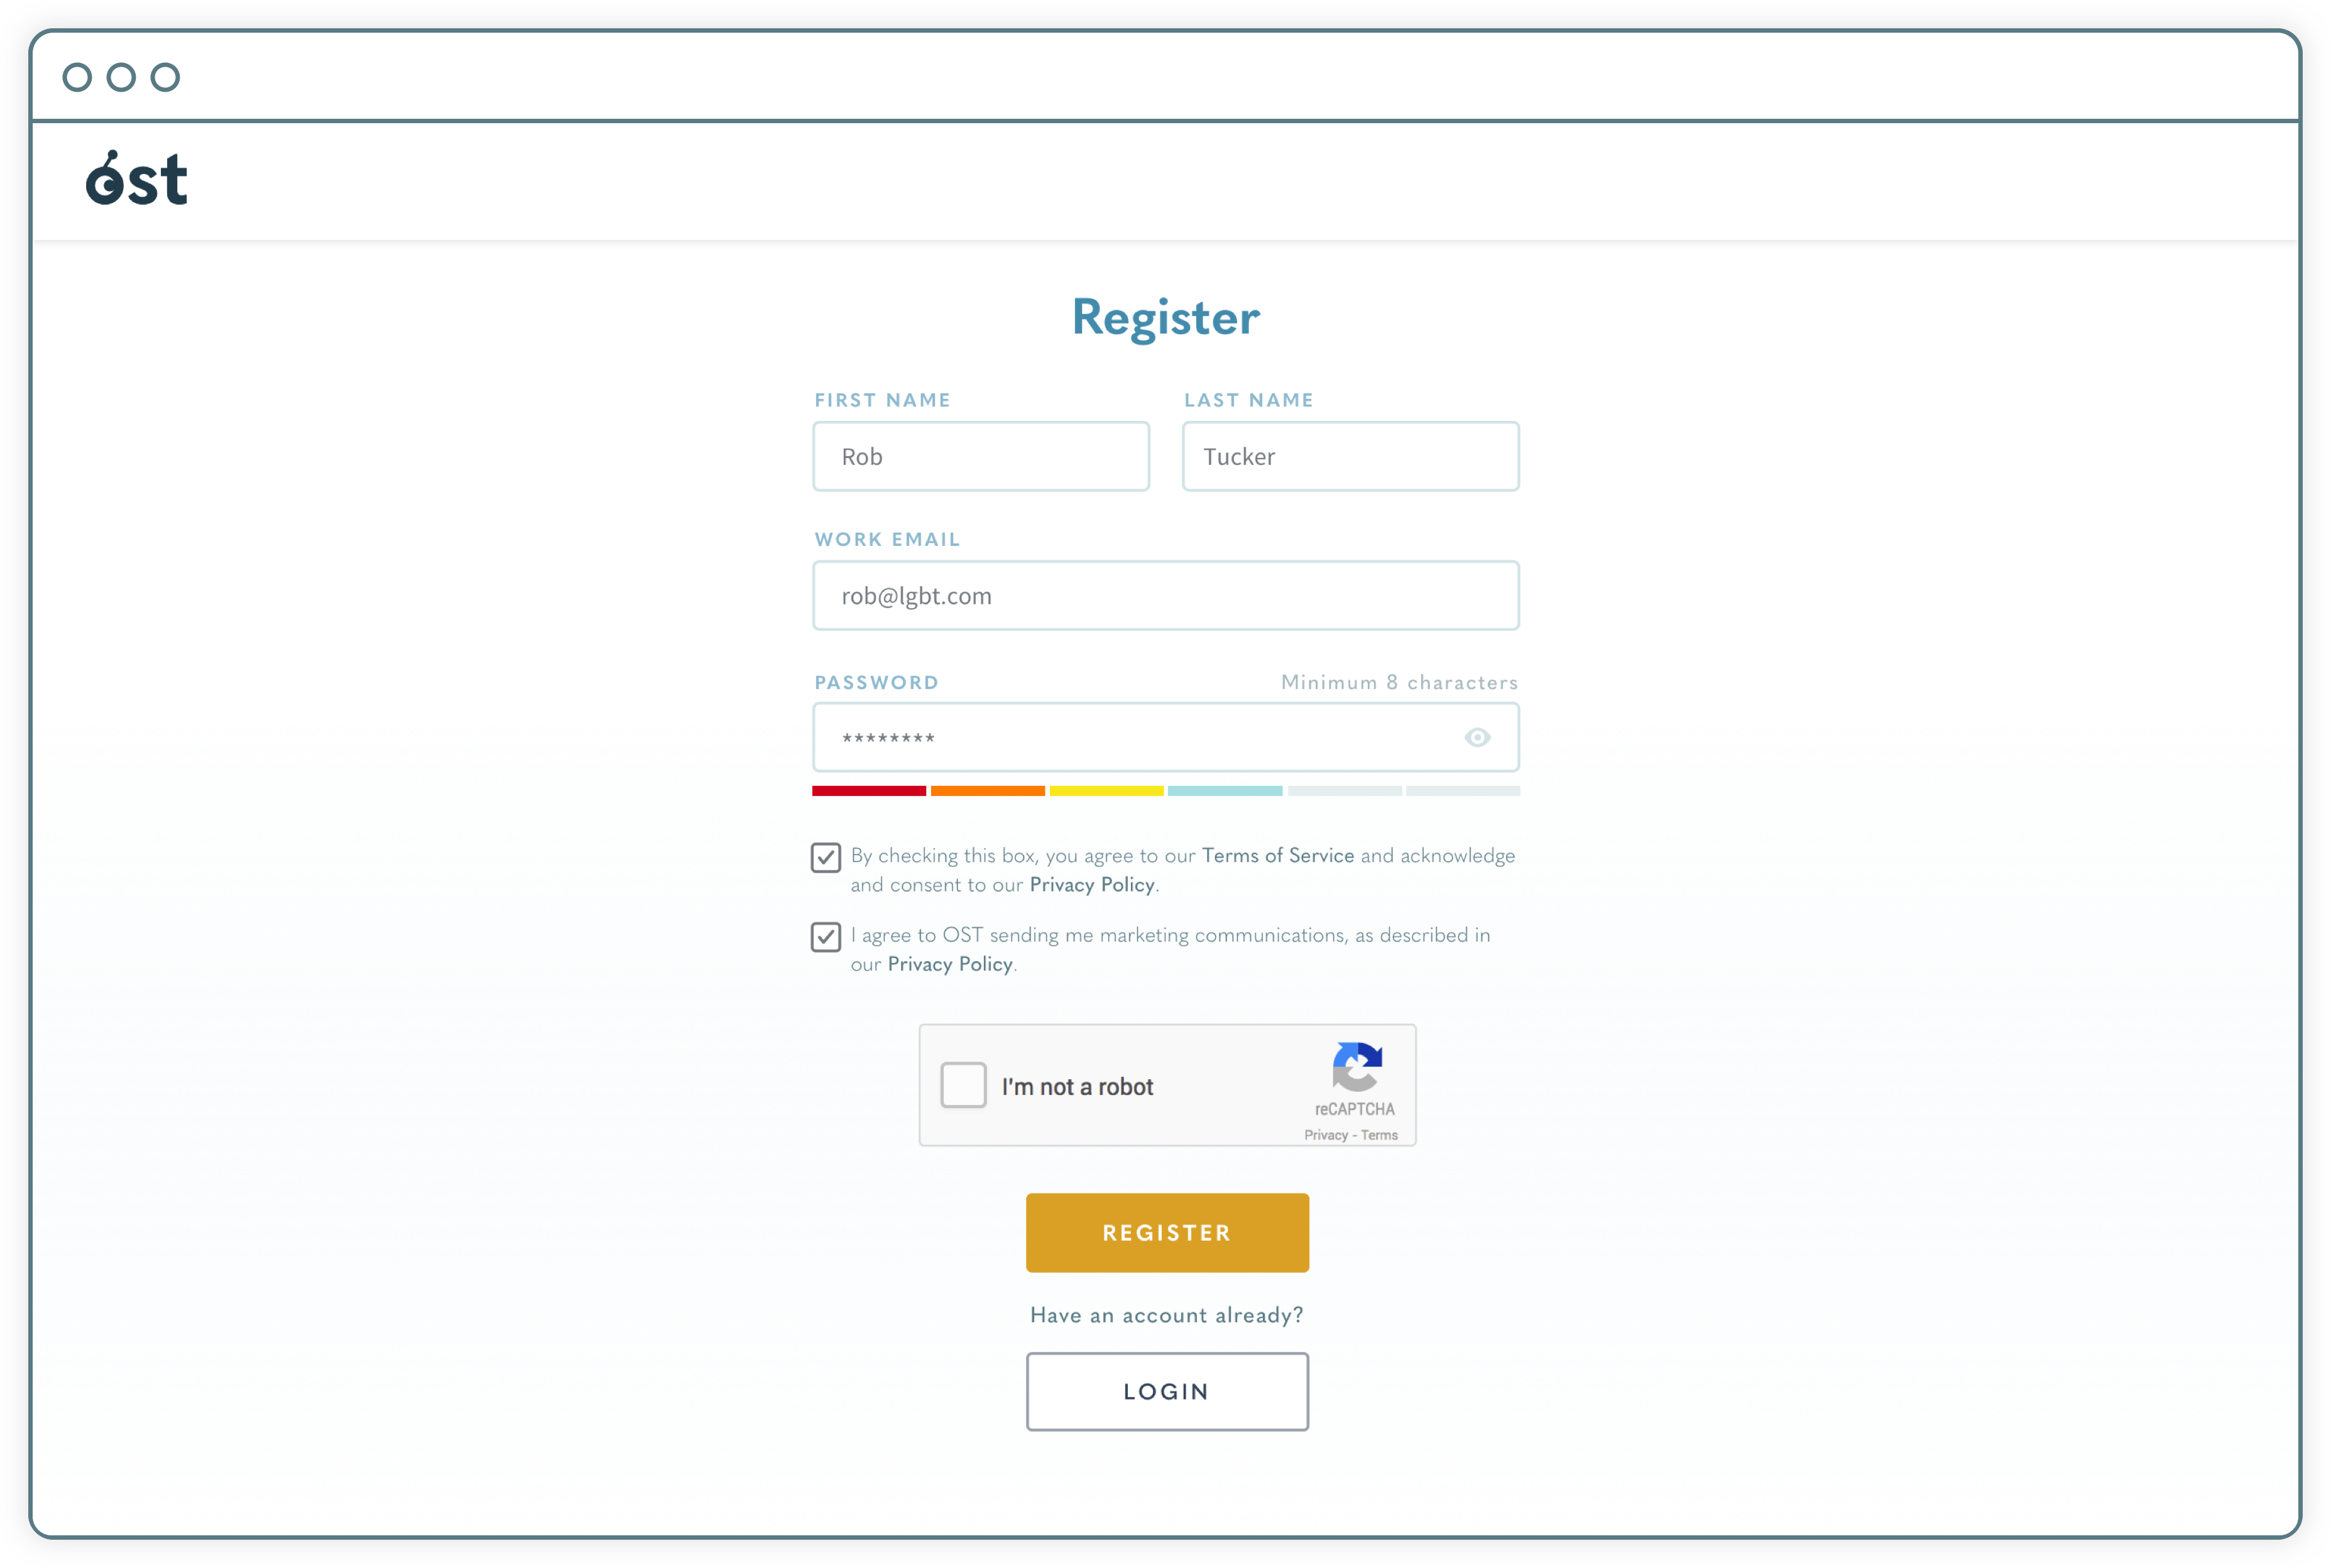 óst
Register
FIRST NAME
LAST NAME
Rob
Tucker
WORK EMAIL
rob@lgbt.com
PASSWORD
Minimum 8 characters
********
By checking this box, you agree to our Terms of Service and acknowledge
and consent to our Privacy Policy.
I agree to OST sending me marketing communications, as described in
our Privacy Policy.
I'm not a robot
reCAPTCHA
Privacy - Terms
REGISTER
Have an account already?
LOGIN